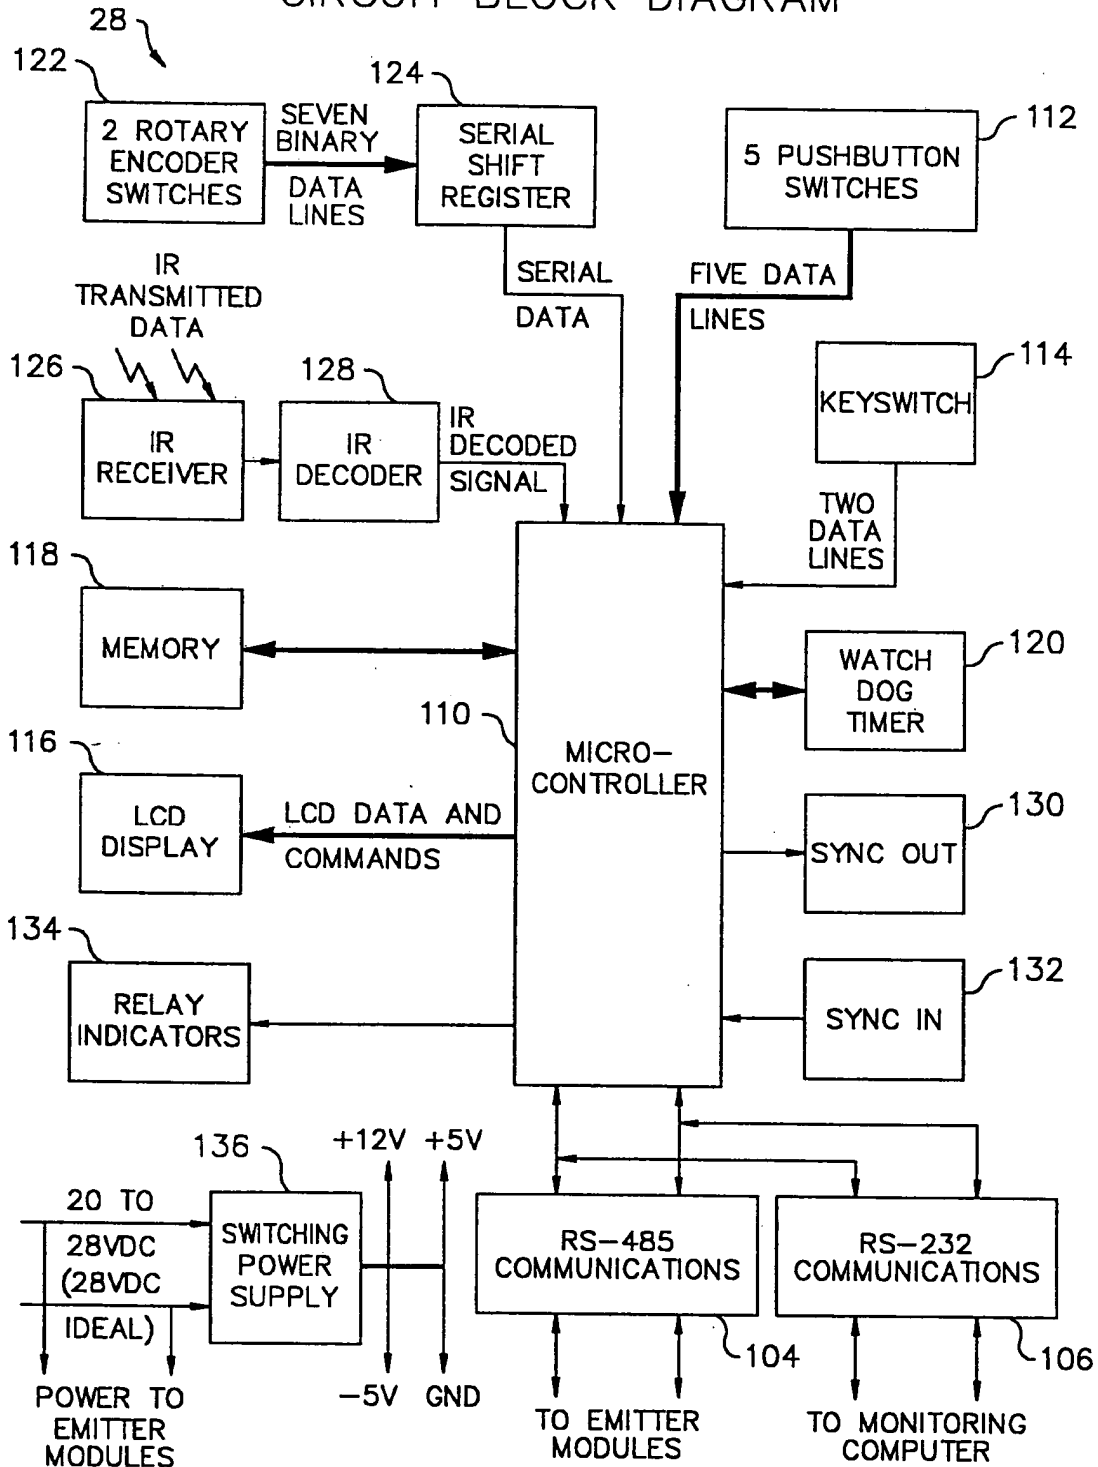 CIRCUIT BLOCK DIAGRAM
28
122
2 ROTARY
ENCODER
SWITCHES
SEVEN
BINARY
DATA
LINES
124
SERIAL
SHIFT
REGISTER
112
5 PUSHBUTTON
SWITCHES
IR
TRANSMITTED
DATA
SERIAL
DATA
FIVE DATA
LINES
126
IR
RECEIVER
128
IR
DECODER
IR
DECODED
SIGNAL
114
KEYSWITCH
TWO
DATA
LINES
118
MEMORY
110
MICRO-
CONTROLLER
120
WATCH
DOG
TIMER
116
LCD
DISPLAY
LCD DATA AND
COMMANDS
130
SYNC OUT
134
RELAY
INDICATORS
132
SYNC IN
136
SWITCHING
POWER
SUPPLY
20 TO
28VDC
(28VDC
IDEAL)
POWER TO
EMITTER
MODULES
+12V
+5V
-5V
GND
RS-485
COMMUNICATIONS
104
TO EMITTER
MODULES
RS-232
COMMUNICATIONS
106
TO MONITORING
COMPUTER